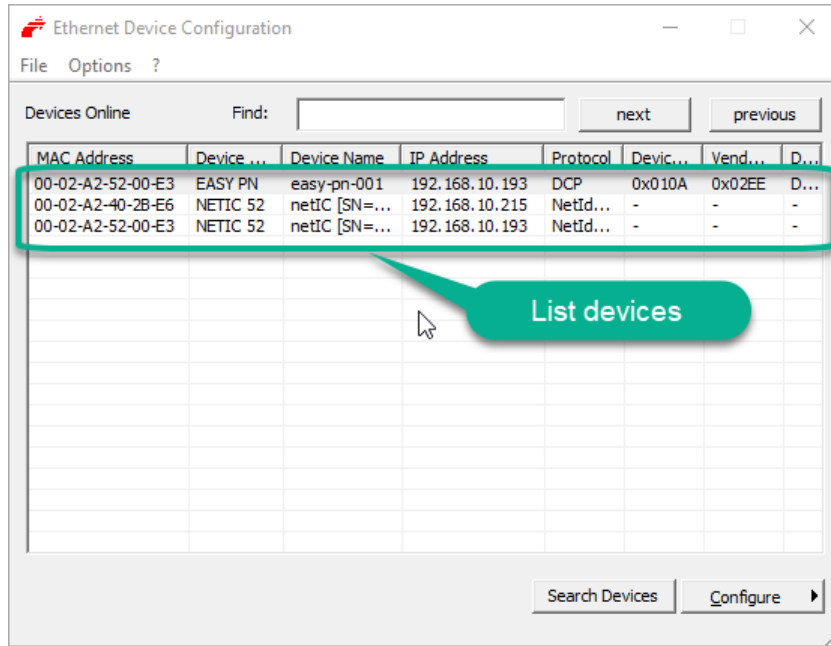 Ethernet Device Configuration
File Options ?
Devices Online Find: next previous
MAC Address Device ... Device Name IP Address Protocol Devic... Vend... D...
00-02-A2-52-00-E3 EASY PN easy-pn-001 192.168.10.193 DCP 0x010A 0x02EE D...
00-02-A2-40-2B-E6 NETIC 52 netIC [SN=... 192.168.10.215 NetId... - - -
00-02-A2-52-00-E3 NETIC 52 netIC [SN=... 192.168.10.193 NetId... - - -
List devices
Search Devices Configure